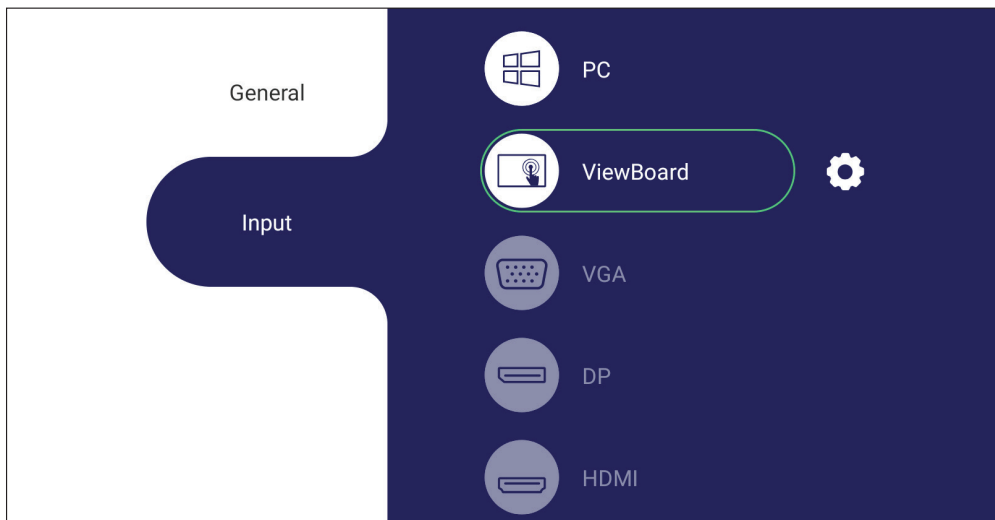 General
Input
PC
ViewBoard
VGA
DP
HDMI